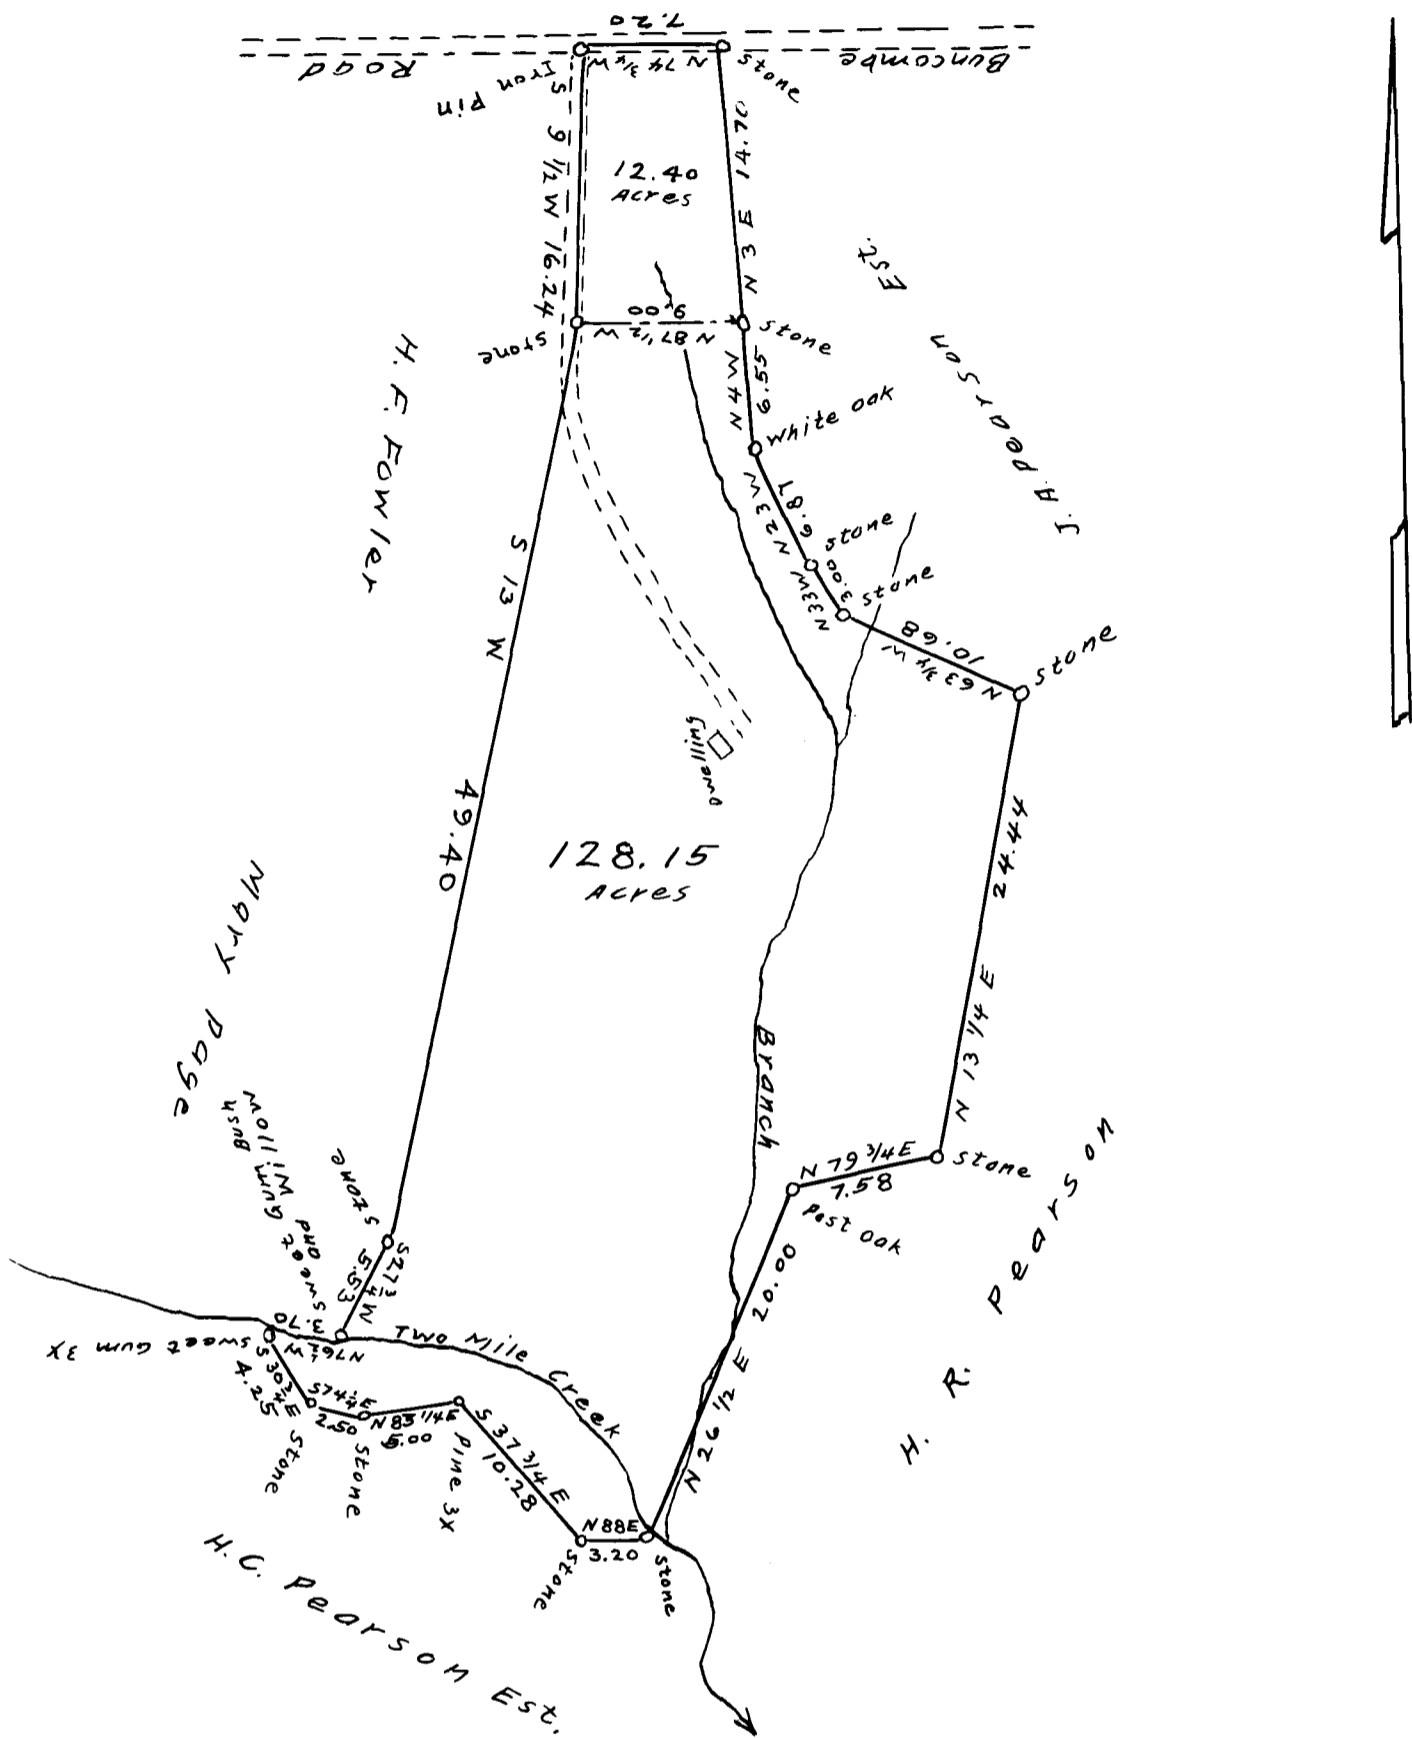 7.20
Buncombe Road
N 74 3/4 W
Iron Pin
Stone
S 9 1/2 W 16.24
12.40
Acres
N 3 E 14.70
J. A. Pearson Est.
9.00
N 87 1/2 W
Stone
Stone
N 4 W
6.55
White Oak
H. F. Fowler
N 23 W
6.87
Stone
N 33 W
3.00
Stone
N 63 3/4 W
10.68
Stone
S 13 W 49.40
Dwelling
128.15
Acres
N 13 1/4 E 24.44
Mary Page
Branch
Stone
N 79 3/4 E
7.58
Post Oak
H. R. Pearson
Stone
S 27 3/4 W
5.53
Sweet Gum
and Willow
Bush
3.70
N 76 1/2 W
Sweet Gum 3X
Two Mile Creek
S 30 3/4 E
4.25
Stone
S 74 1/4 E
2.50
Stone
N 83 1/4 E
5.00
Pine 3X
S 37 3/4 E
10.28
Stone
N 88 E
3.20
Stone
N 26 1/2 E 20.00
H. C. Pearson Est.